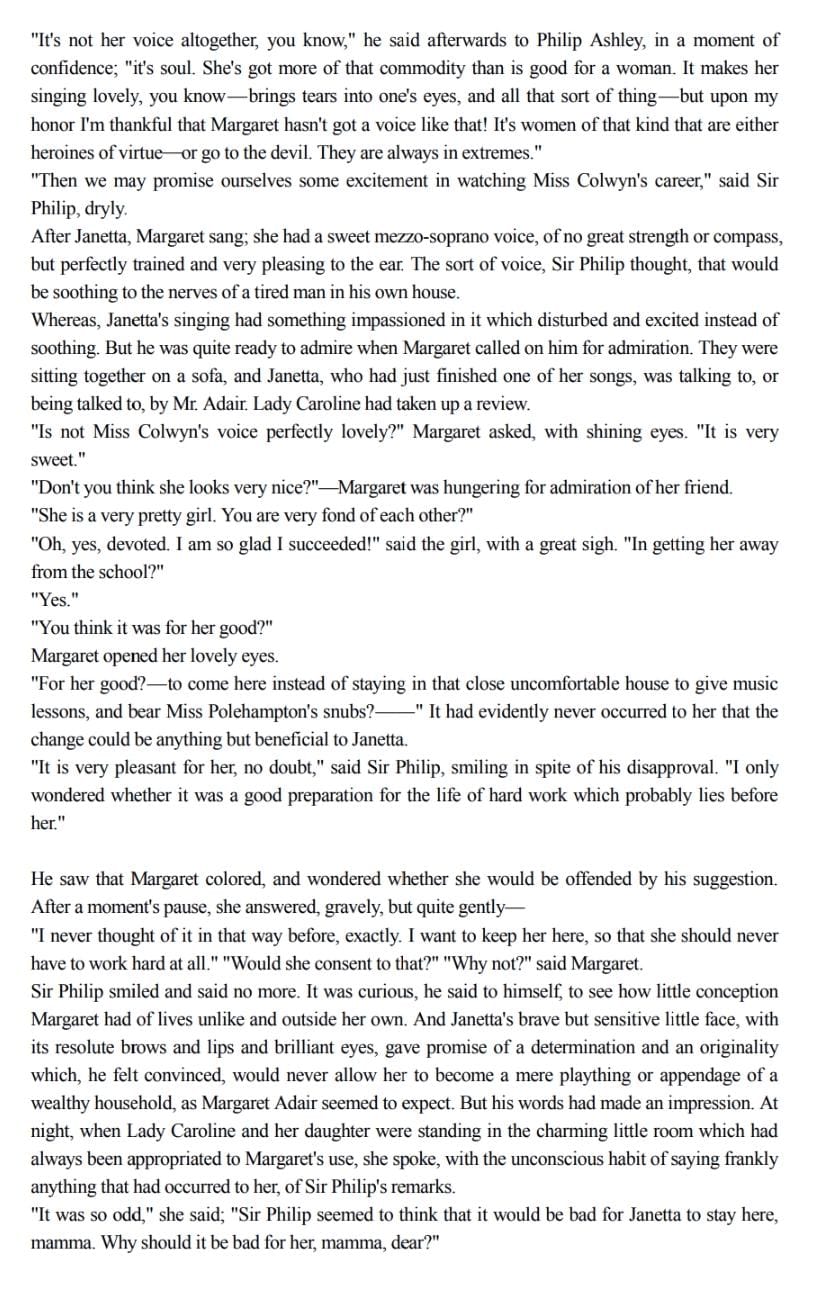 "It's not her voice altogether, you know," he said afterwards to Philip Ashley, in a moment of
confidence; "it's soul. She's got more of that commodity than is good for a woman. It makes her
singing lovely, you know—brings tears into one's eyes, and all that sort of thing—but upon my
honor I'm thankful that Margaret hasn't got a voice like that! It's women of that kind that are either
heroines of virtue—or go to the devil. They are always in extremes."
"Then we may promise ourselves some excitement in watching Miss Colwyn's career," said Sir
Philip, dryly.
After Janetta, Margaret sang; she had a sweet mezzo-soprano voice, of no great strength or compass,
but perfectly trained and very pleasing to the ear. The sort of voice, Sir Philip thought, that would
be soothing to the nerves of a tired man in his own house.
Whereas, Janetta's singing had something impassioned in it which disturbed and excited instead of
soothing. But he was quite ready to admire when Margaret called on him for admiration. They were
sitting together on a sofa, and Janetta, who had just finished one of her songs, was talking to, or
being talked to, by Mr. Adair. Lady Caroline had taken up a review.
"Is not Miss Colwyn's voice perfectly lovely?" Margaret asked, with shining eyes. "It is very
sweet."
"Don't you think she looks very nice?"—Margaret was hungering for admiration of her friend.
"She is a very pretty girl. You are very fond of each other?"
"Oh, yes, devoted. I am so glad I succeeded!" said the girl, with a great sigh. "In getting her away
from the school?"
"Yes."
"You think it was for her good?"
Margaret opened her lovely eyes.
"For her good?—to come here instead of staying in that close uncomfortable house to give music
lessons, and bear Miss Polehampton's snubs?——" It had evidently never occurred to her that the
change could be anything but beneficial to Janetta.
"It is very pleasant for her, no doubt," said Sir Philip, smiling in spite of his disapproval. "I only
wondered whether it was a good preparation for the life of hard work which probably lies before
her."
He saw that Margaret colored, and wondered whether she would be offended by his suggestion.
After a moment's pause, she answered, gravely, but quite gently—
"I never thought of it in that way before, exactly. I want to keep her here, so that she should never
have to work hard at all." "Would she consent to that?" "Why not?" said Margaret.
Sir Philip smiled and said no more. It was curious, he said to himself, to see how little conception
Margaret had of lives unlike and outside her own. And Janetta's brave but sensitive little face, with
its resolute brows and lips and brilliant eyes, gave promise of a determination and an originality
which, he felt convinced, would never allow her to become a mere plaything or appendage of a
wealthy household, as Margaret Adair seemed to expect. But his words had made an impression. At
night, when Lady Caroline and her daughter were standing in the charming little room which had
always been appropriated to Margaret's use, she spoke, with the unconscious habit of saying frankly
anything that had occurred to her, of Sir Philip's remarks.
"It was so odd," she said; "Sir Philip seemed to think that it would be bad for Janetta to stay here,
mamma. Why should it be bad for her, mamma, dear?"